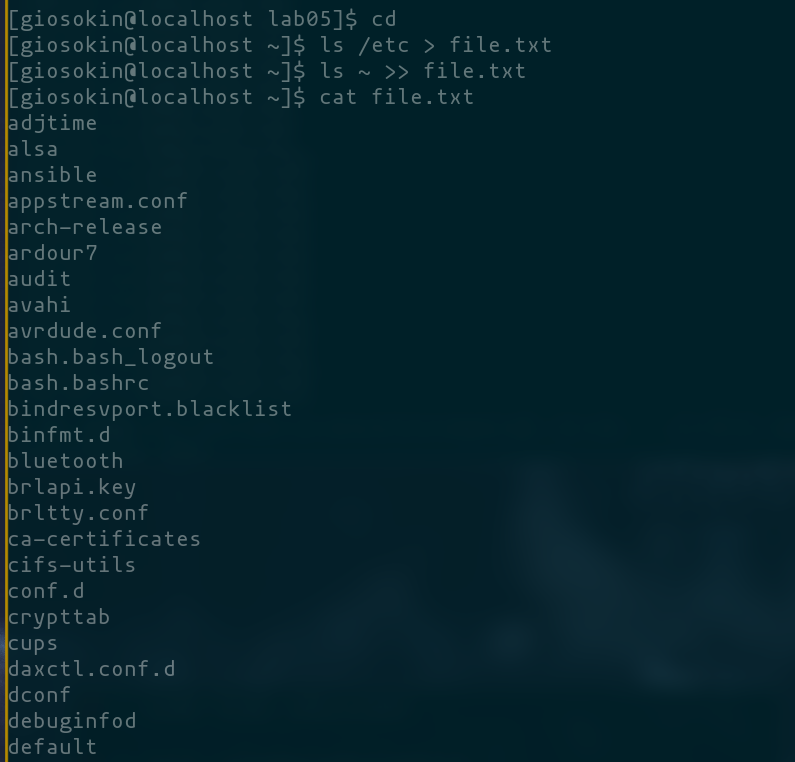 [giosokin@localhost lab05]$ cd
[giosokin@localhost ~]$ ls /etc > file.txt
[giosokin@localhost ~]$ ls ~ >> file.txt
[giosokin@localhost ~]$ cat file.txt
adjtime
alsa
ansible
appstream.conf
arch-release
ardour7
audit
avahi
avrdude.conf
bash.bash_logout
bash.bashrc
bindresvport.blacklist
binfmt.d
bluetooth
brlapi.key
brltty.conf
ca-certificates
cifs-utils
conf.d
crypttab
cups
daxctl.conf.d
dconf
debuginfod
default